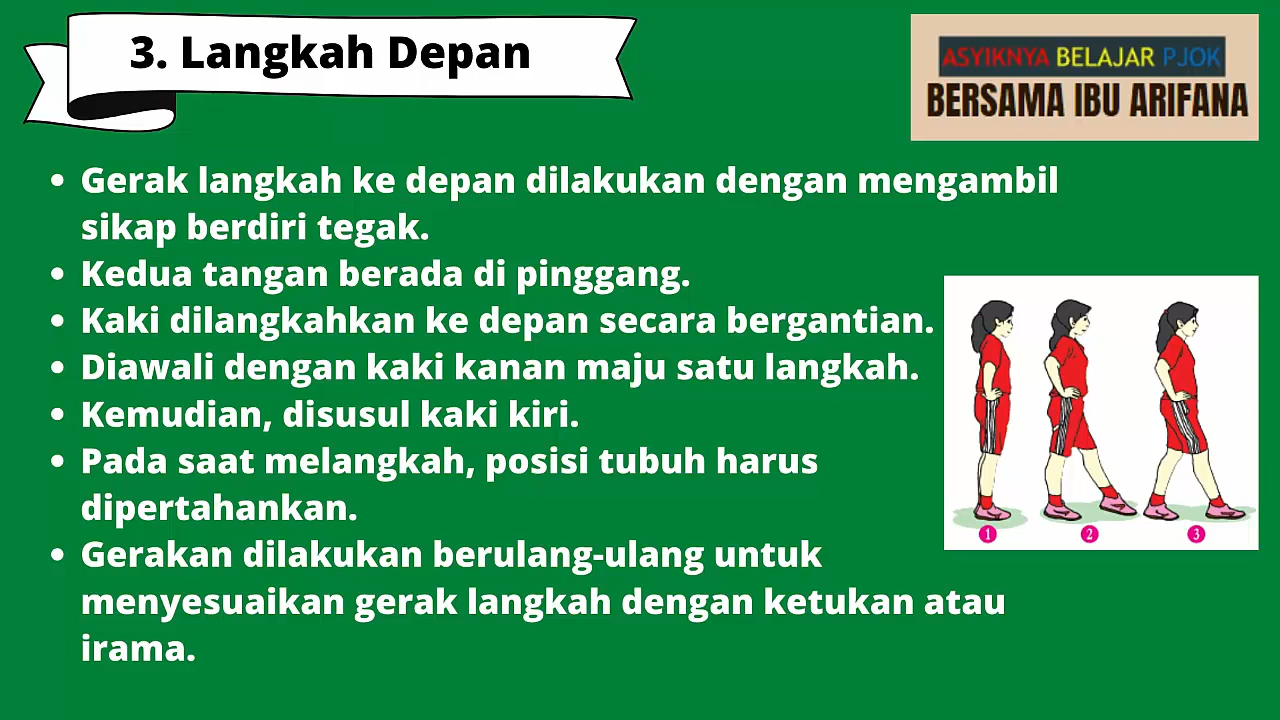 3. Langkah Depan
ASYIKNYA BELAJAR PJOK
BERSAMA IBU ARIFANA
• Gerak langkah ke depan dilakukan dengan mengambil
sikap berdiri tegak.
• Kedua tangan berada di pinggang.
• Kaki dilangkahkan ke depan secara bergantian.
• Diawali dengan kaki kanan maju satu langkah.
• Kemudian, disusul kaki kiri.
• Pada saat melangkah, posisi tubuh harus
dipertahankan.
• Gerakan dilakukan berulang-ulang untuk
menyesuaikan gerak langkah dengan ketukan atau
irama.
1 2 3